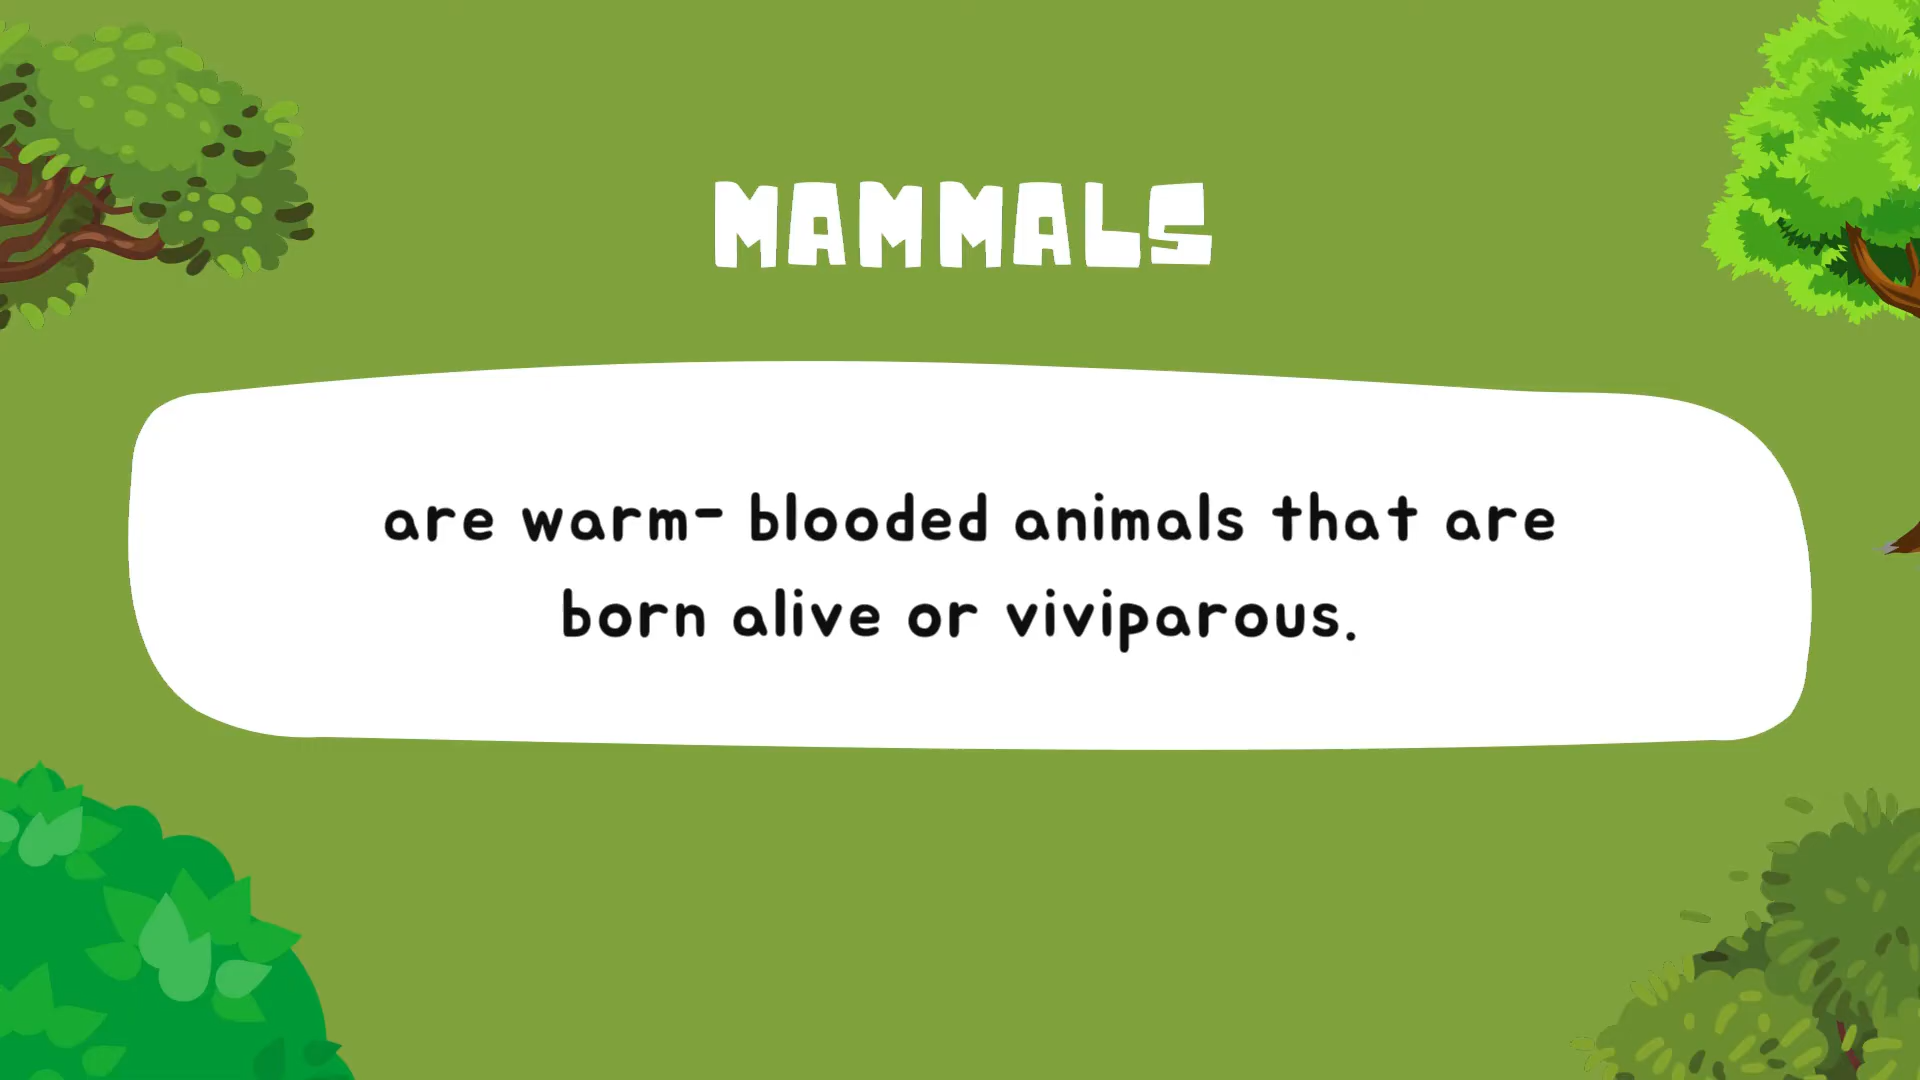 MAMMALS
are warm- blooded animals that are
born alive or viviparous.